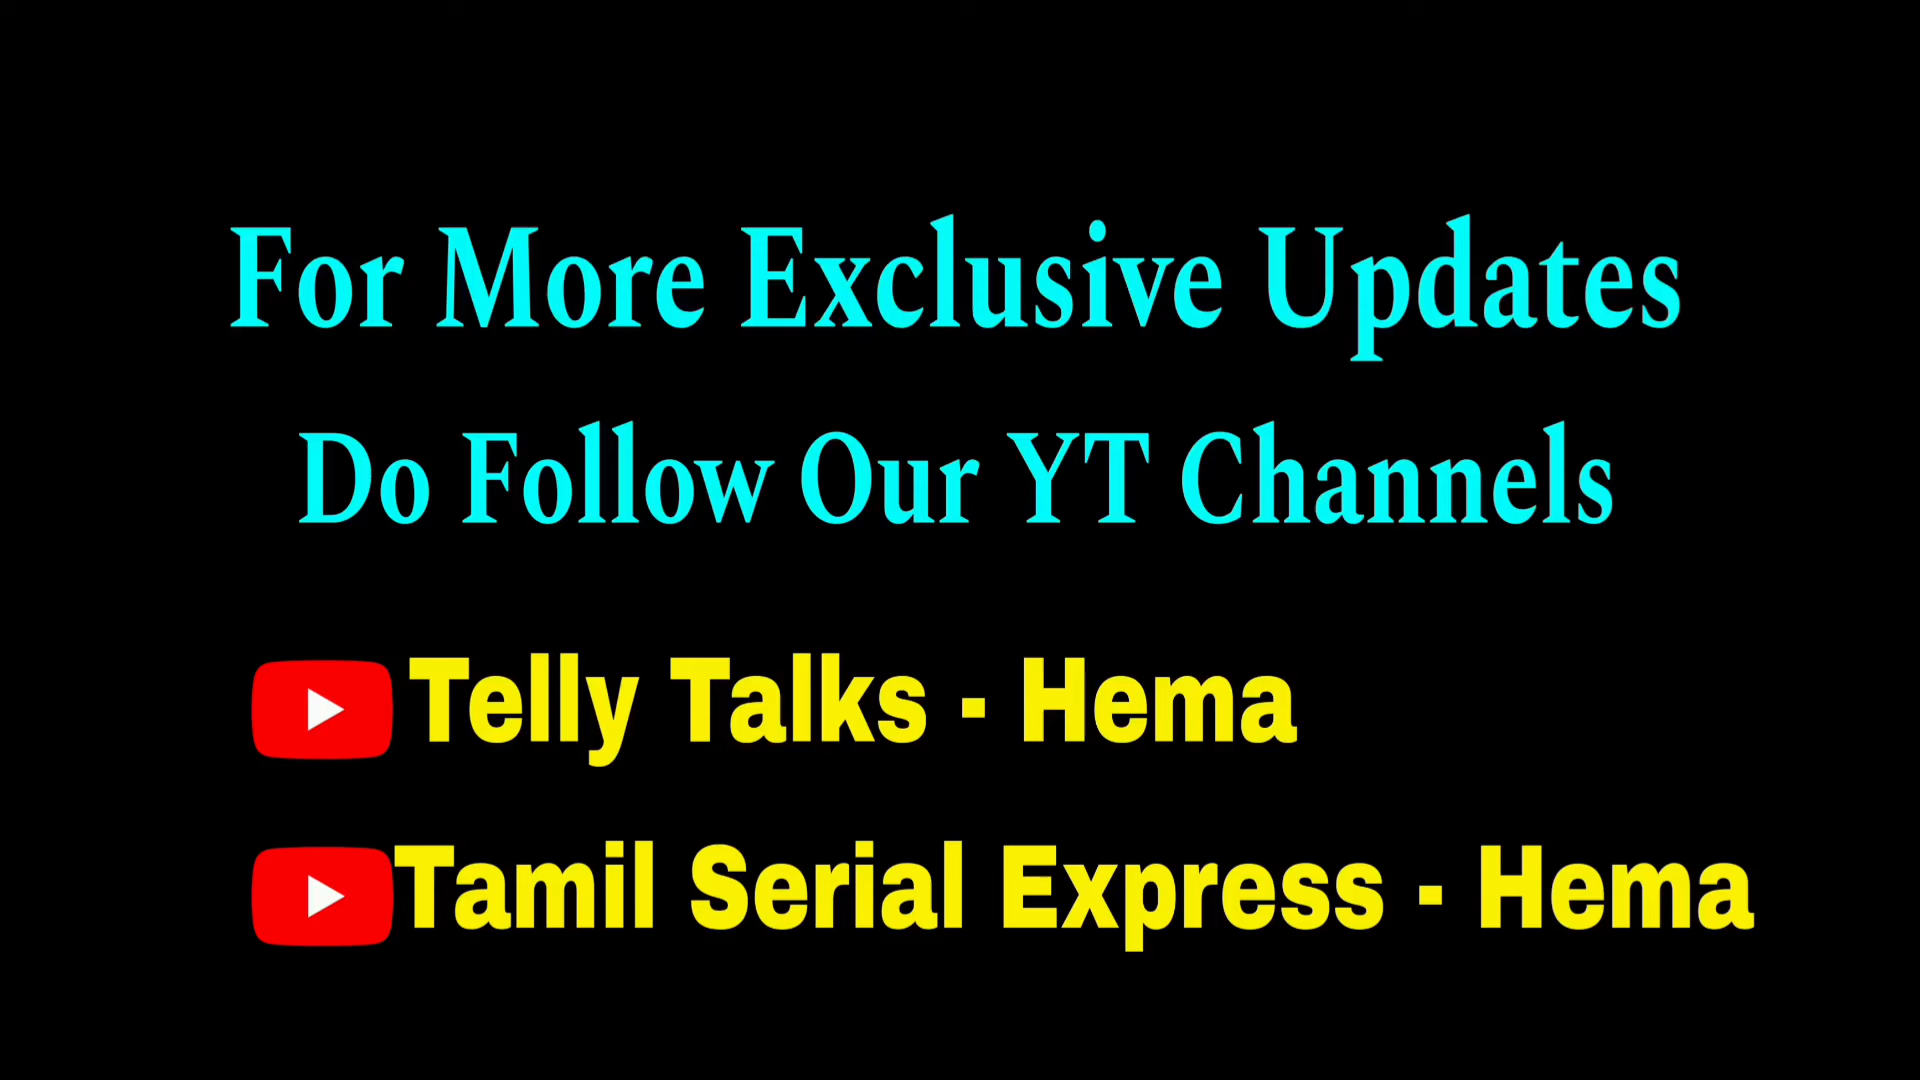 For More Exclusive Updates
Do Follow Our YT Channels
Telly Talks - Hema
Tamil Serial Express - Hema